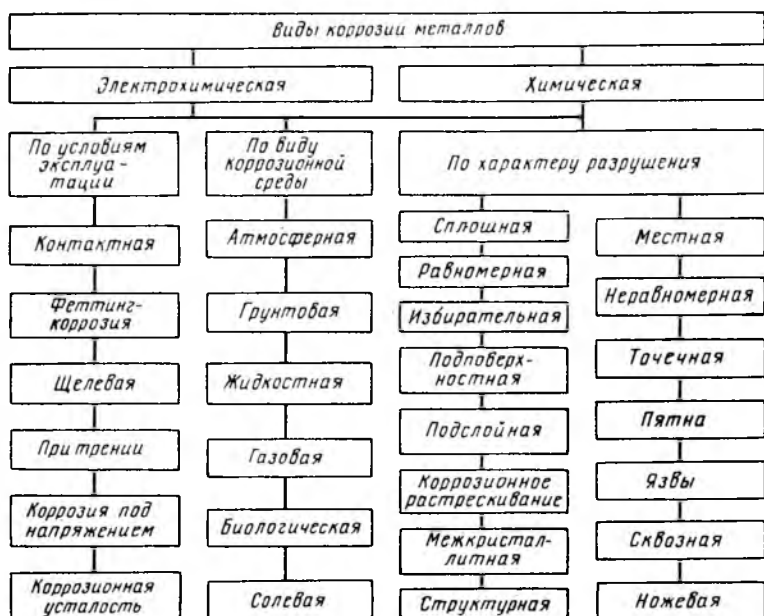 Виды коррозии металлов
Электрохимическая
Химическая
По условиям
эксплуа-
тации
По виду
коррозионной
среды
По характеру разрушения
Контактная
Феттинг-
коррозия
Щелевая
При трении
Коррозия под
напряжением
Коррозионная
усталость
Атмосферная
Грунтовая
Жидкостная
Газовая
Биологическая
Солевая
Сплошная
Равномерная
Избирательная
Подповерх-
ностная
Подслойная
Коррозионное
растрескивание
Межкристал-
литная
Структурная
Местная
Неравномерная
Точечная
Пятна
Язвы
Сквозная
Ножевая